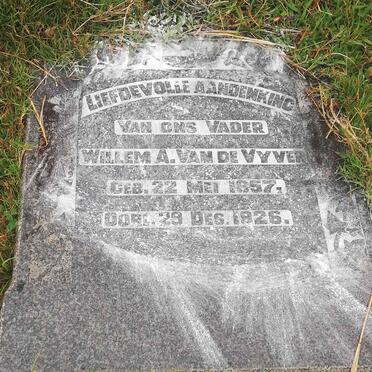 LIEFDEVOLLE AANDENKING
VAN ONS VADER
WILLEM A. VAN DE VYVER
GEB. 22 MEI 1857.
OORL. 29 DEC. 1926.